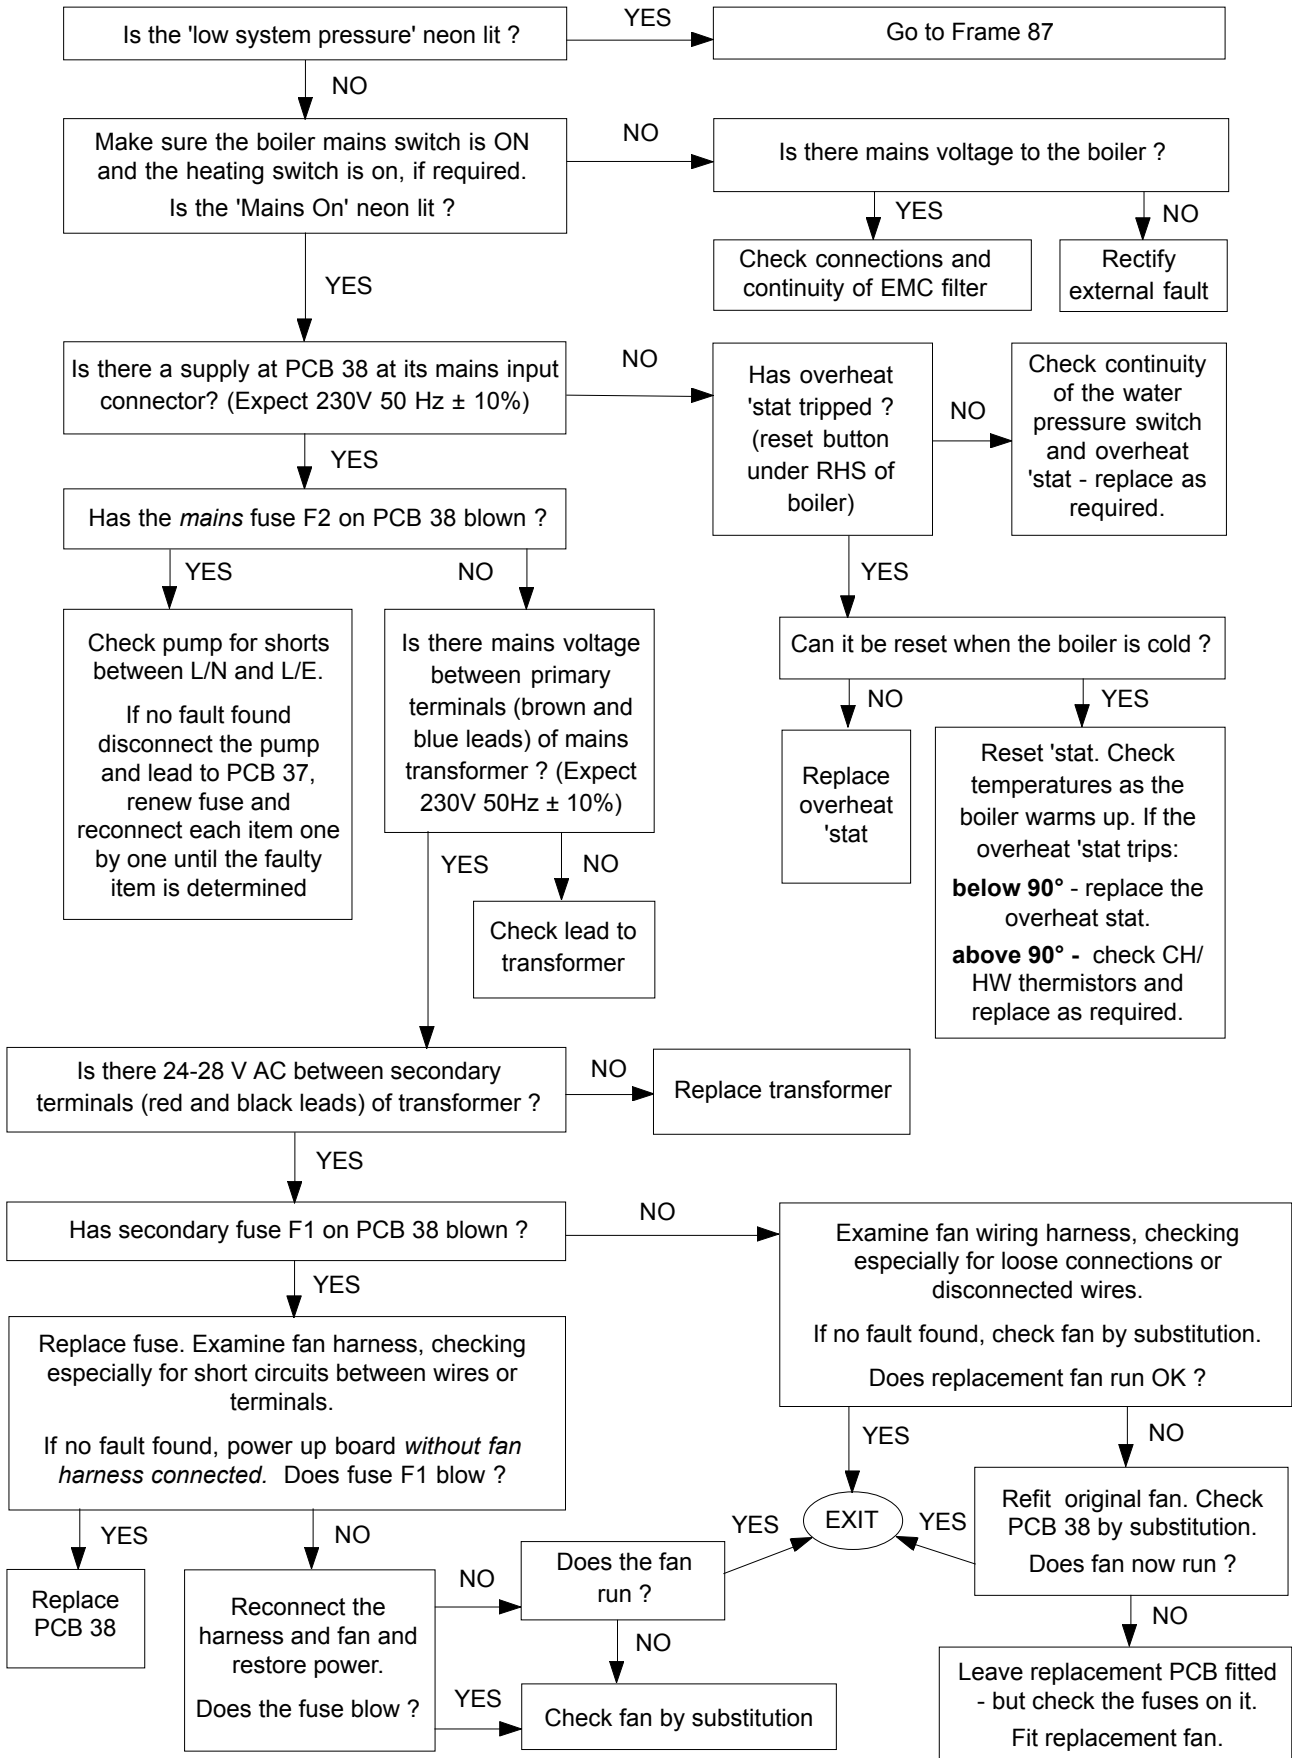 Is the 'low system pressure' neon lit ?
YES
Go to Frame 87
NO
Make sure the boiler mains switch is ON
and the heating switch is on, if required.
Is the 'Mains On' neon lit ?
NO
Is there mains voltage to the boiler ?
YES
NO
Check connections and
continuity of EMC filter
Rectify
external fault
YES
Is there a supply at PCB 38 at its mains input
connector? (Expect 230V 50 Hz ± 10%)
NO
Has overheat
'stat tripped ?
(reset button
under RHS of
boiler)
NO
Check continuity
of the water
pressure switch
and overheat
'stat - replace as
required.
YES
Has the mains fuse F2 on PCB 38 blown ?
YES
NO
YES
Check pump for shorts
between L/N and L/E.
If no fault found
disconnect the pump
and lead to PCB 37,
renew fuse and
reconnect each item one
by one until the faulty
item is determined
Is there mains voltage
between primary
terminals (brown and
blue leads) of mains
transformer ? (Expect
230V 50Hz ± 10%)
Can it be reset when the boiler is cold ?
NO
YES
Replace
overheat
'stat
Reset 'stat. Check
temperatures as the
boiler warms up. If the
overheat 'stat trips:
below 90° - replace the
overheat stat.
above 90° - check CH/
HW thermistors and
replace as required.
YES
NO
Check lead to
transformer
Is there 24-28 V AC between secondary
terminals (red and black leads) of transformer ?
NO
Replace transformer
YES
Has secondary fuse F1 on PCB 38 blown ?
NO
Examine fan wiring harness, checking
especially for loose connections or
disconnected wires.
If no fault found, check fan by substitution.
Does replacement fan run OK ?
YES
Replace fuse. Examine fan harness, checking
especially for short circuits between wires or
terminals.
If no fault found, power up board without fan
harness connected. Does fuse F1 blow ?
YES
NO
EXIT
YES
Refit original fan. Check
PCB 38 by substitution.
Does fan now run ?
YES
NO
YES
Replace
PCB 38
Reconnect the
harness and fan and
restore power.
Does the fuse blow ?
NO
Does the fan
run ?
NO
YES
Check fan by substitution
NO
Leave replacement PCB fitted
- but check the fuses on it.
Fit replacement fan.